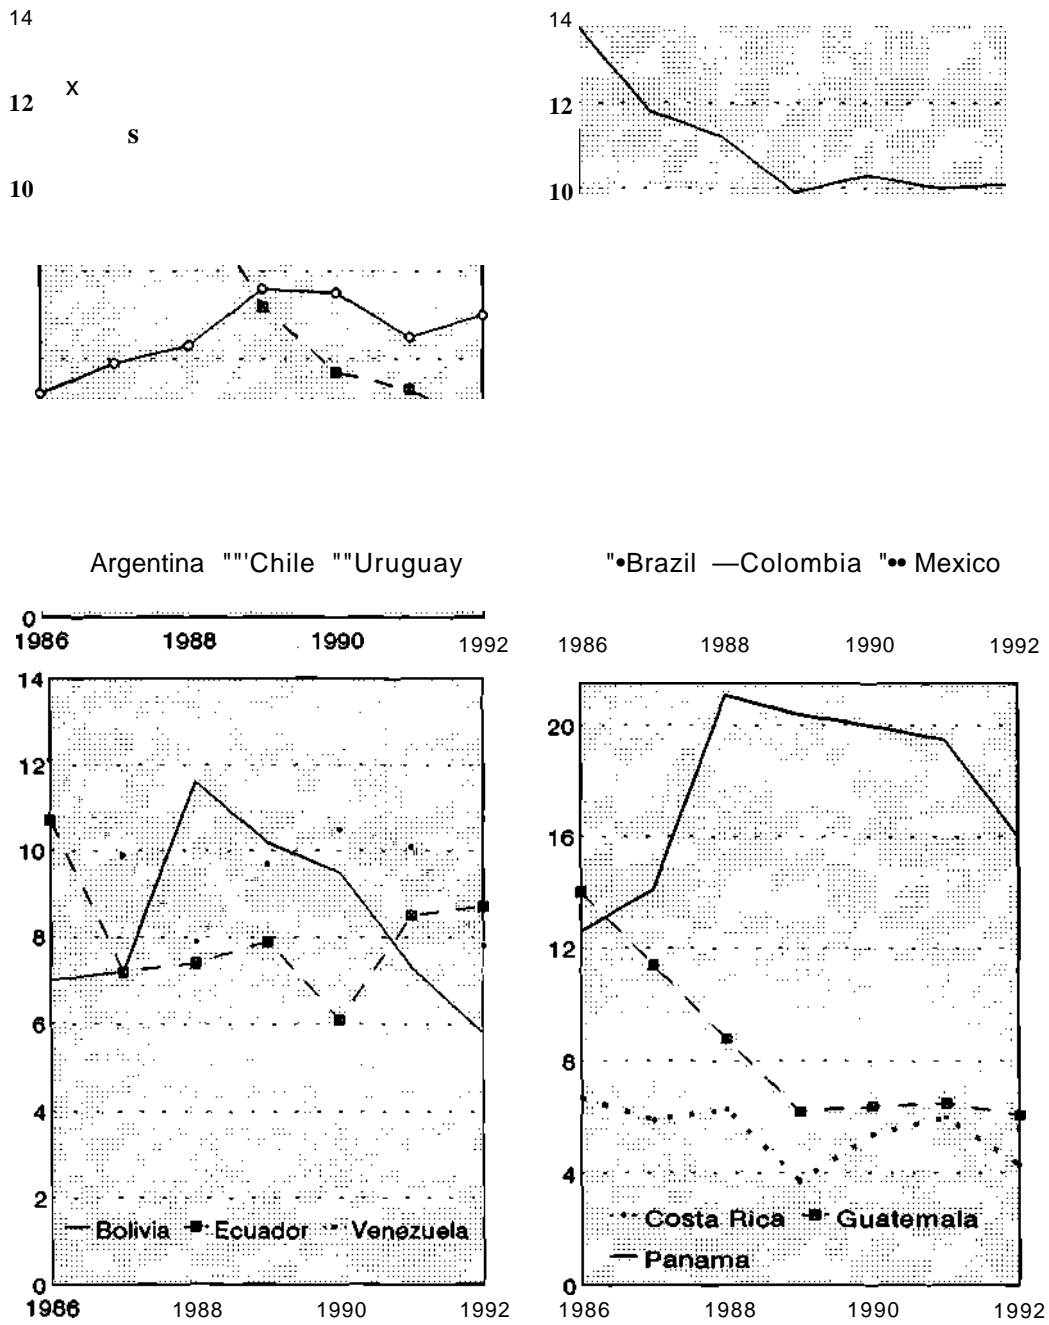 14
x
12
s
10
14
12
10
Argentina ""'Chile ""Uruguay
"•Brazil —Colombia "•• Mexico
0
1986 1988 1990 1992
1986 1988 1990 1992
14
12
10
8
6
4
2
Bolivia Ecuador Venezuela
0
1986 1988 1990 1992
20
16
12
8
4
Costa Rica Guatemala
Panama
0
1986 1988 1990 1992